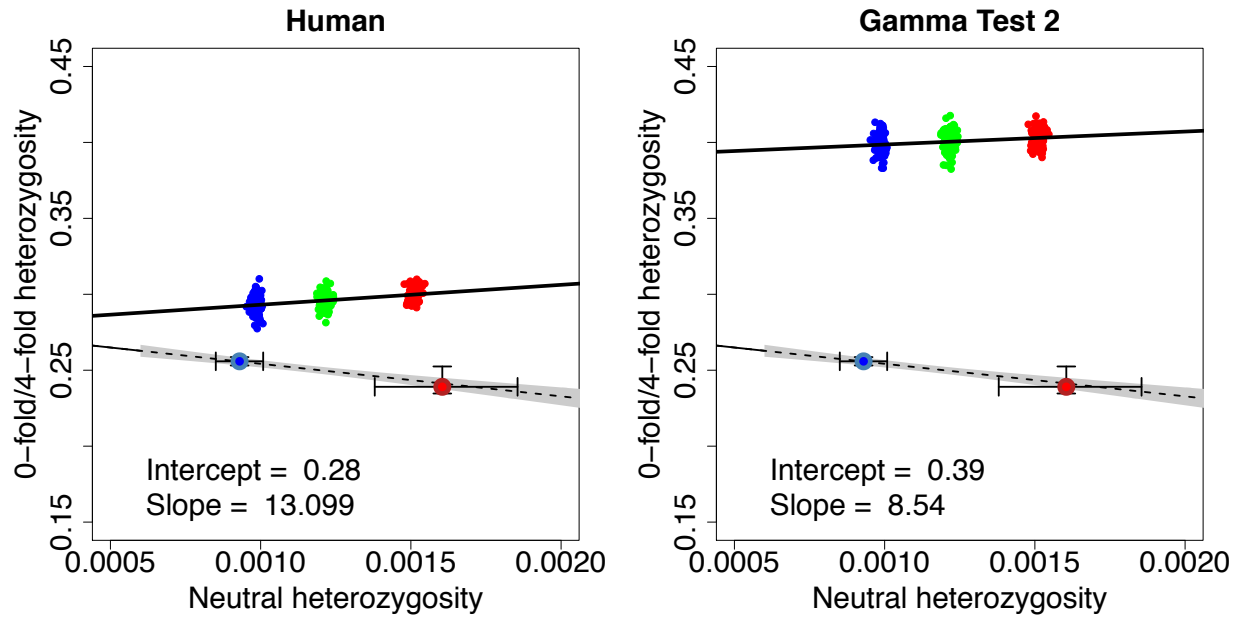 Human
0−fold/4−fold heterozygosity
0.45
0.35
0.25
0.15
Intercept =  0.28
Slope =  13.099
0.0005
0.0010
0.0015
0.0020
Neutral heterozygosity
Gamma Test 2
0−fold/4−fold heterozygosity
0.45
0.35
0.25
0.15
Intercept =  0.39
Slope =  8.54
0.0005
0.0010
0.0015
0.0020
Neutral heterozygosity